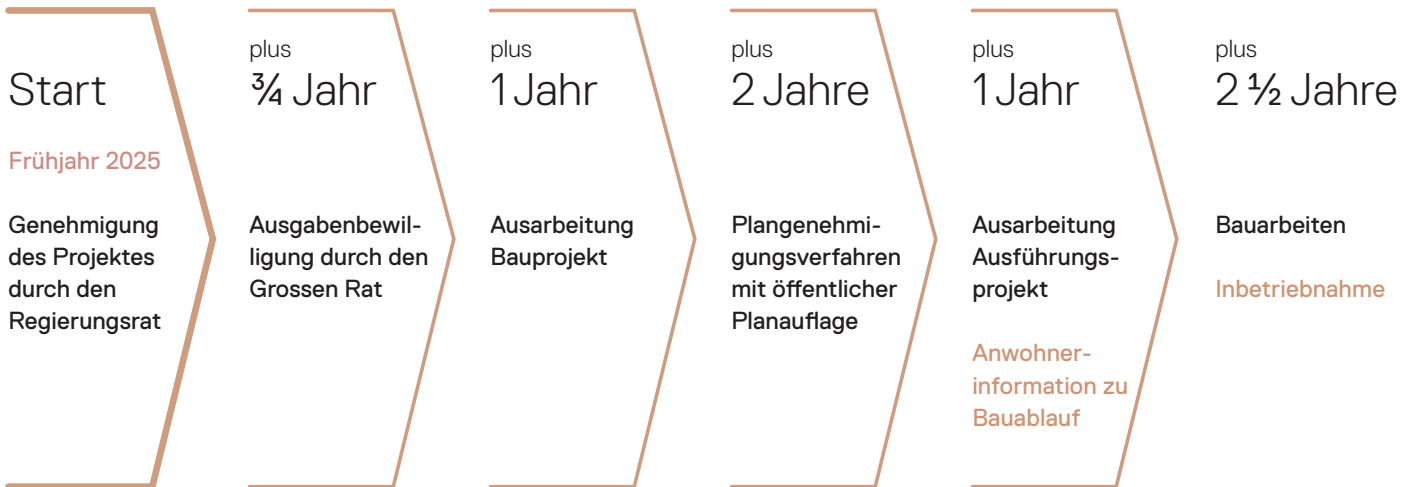 Start
Frühjahr 2025
Genehmigung
des Projektes
durch den
Regierungsrat
plus
¾ Jahr
Ausgabenbewil-
ligung durch den
Grossen Rat
plus
1 Jahr
Ausarbeitung
Bauprojekt
plus
2 Jahre
Plangenehmi-
gungsverfahren
mit öffentlicher
Planauflage
plus
1 Jahr
Ausarbeitung
Ausführungs-
projekt
Anwohner-
information zu
Bauablauf
plus
2 ½ Jahre
Bauarbeiten
Inbetriebnahme